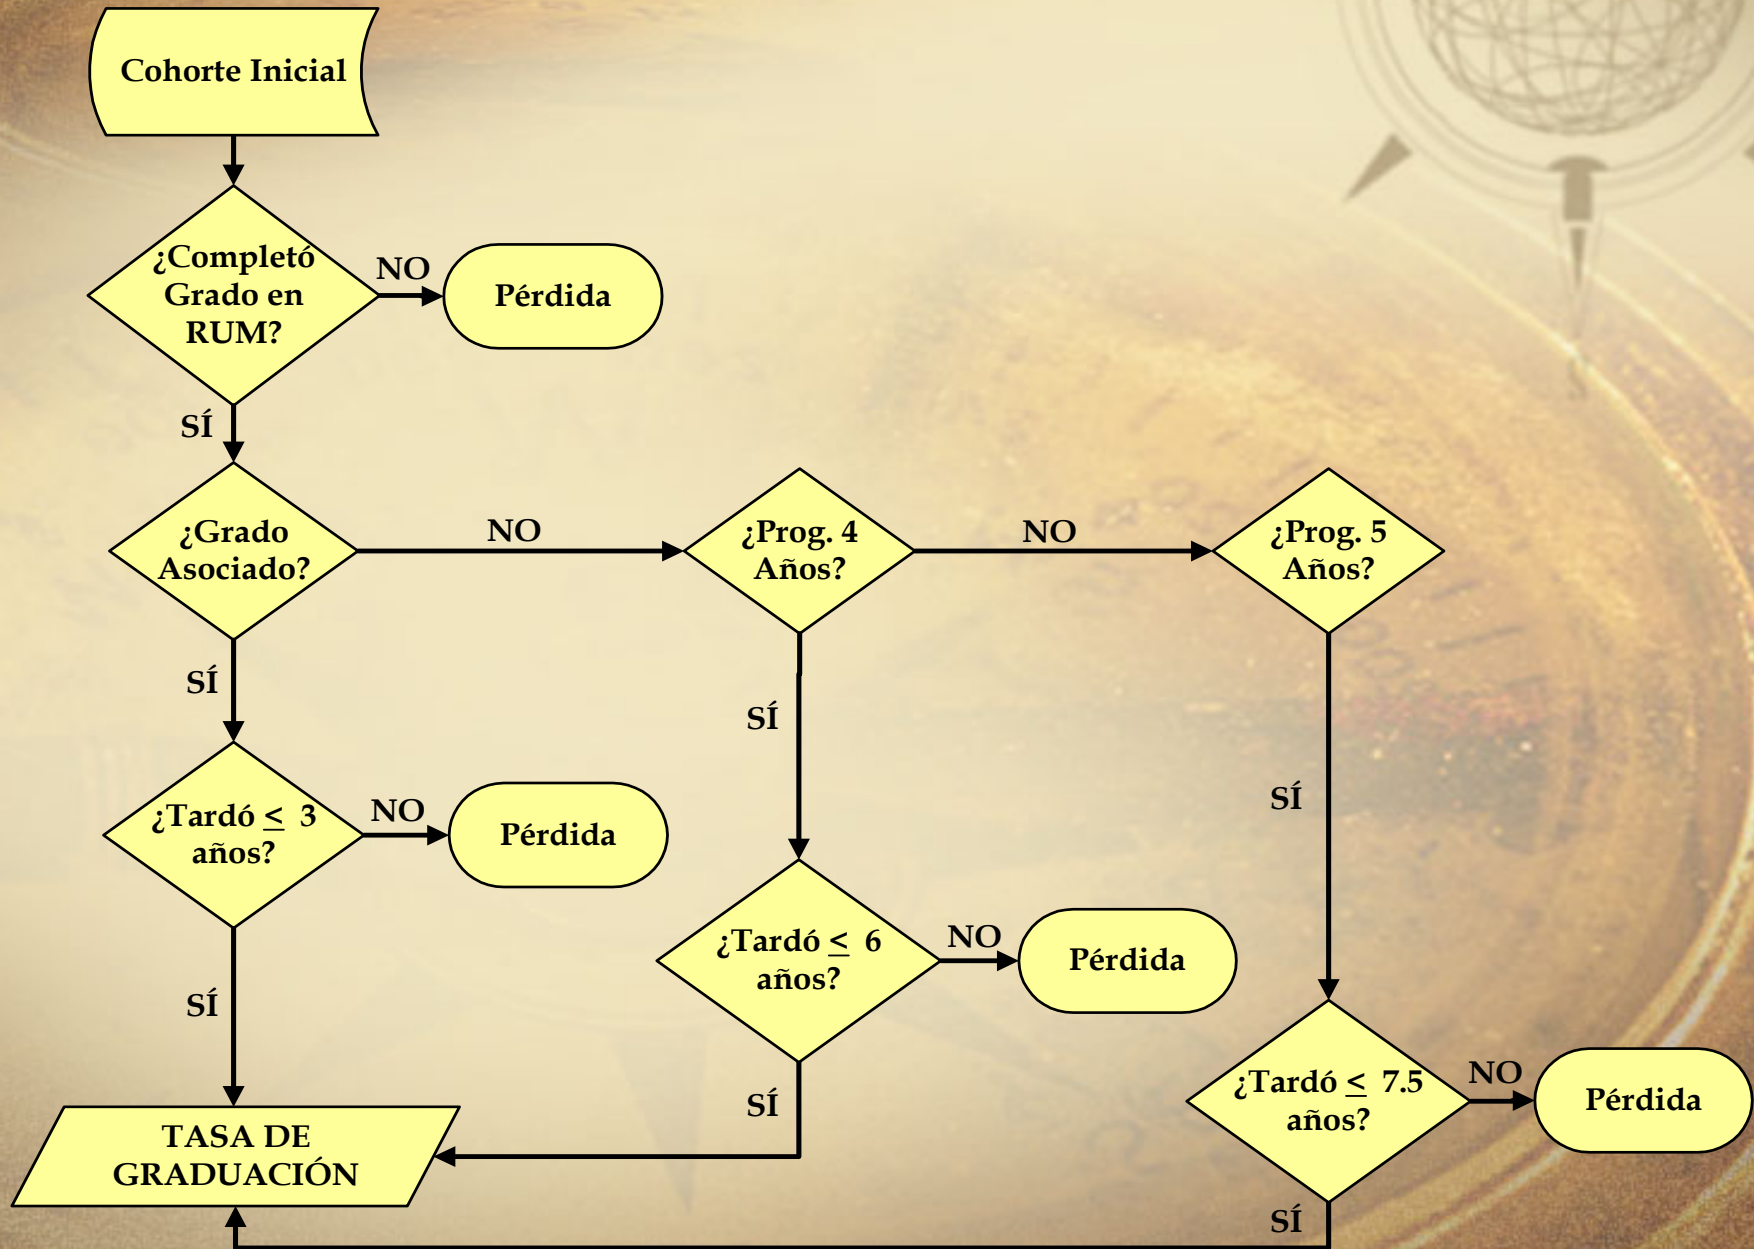 Cohorte Inicial
¿Completó
Grado en
RUM?
NO
Pérdida
SÍ
¿Grado
Asociado?
NO
¿Prog. 4
Años?
NO
¿Prog. 5
Años?
SÍ
SÍ
SÍ
¿Tardó ≤ 3
años?
NO
Pérdida
¿Tardó ≤ 6
años?
NO
Pérdida
SÍ
¿Tardó ≤ 7.5
años?
NO
Pérdida
SÍ
TASA DE
GRADUACIÓN
SÍ